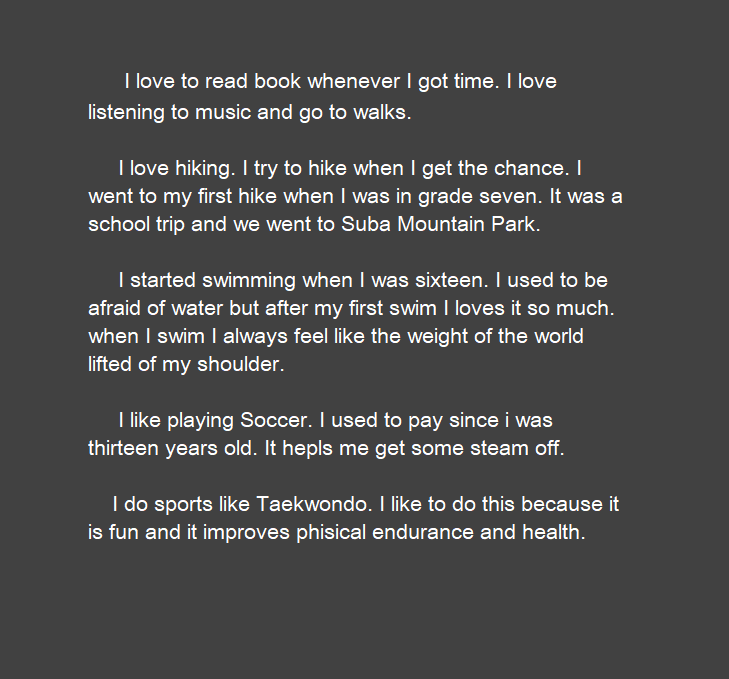 I love to read book whenever I got time. I love
listening to music and go to walks.
I love hiking. I try to hike when I get the chance. I
went to my first hike when I was in grade seven. It was a
school trip and we went to Suba Mountain Park.
I started swimming when I was sixteen. I used to be
afraid of water but after my first swim I loves it so much.
when I swim I always feel like the weight of the world
lifted of my shoulder.
I like playing Soccer. I used to pay since i was
thirteen years old. It hepls me get some steam off.
I do sports like Taekwondo. I like to do this because it
is fun and it improves phisical endurance and health.